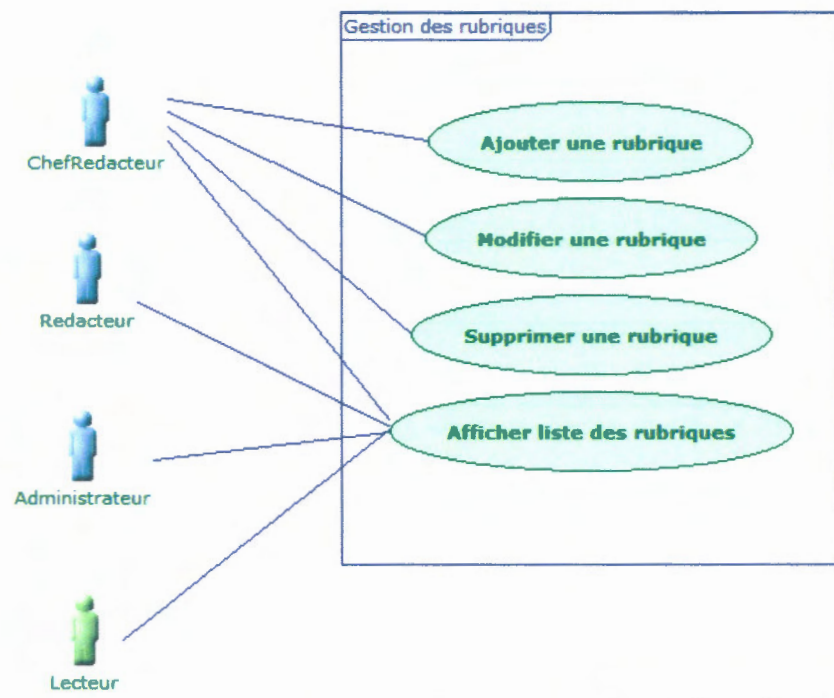 Gestion des rubriques
ChefRedacteur
Ajouter une rubrique
Modifier une rubrique
Redacteur
Supprimer une rubrique
Afficher liste des rubriques
Administrateur
Lecteur